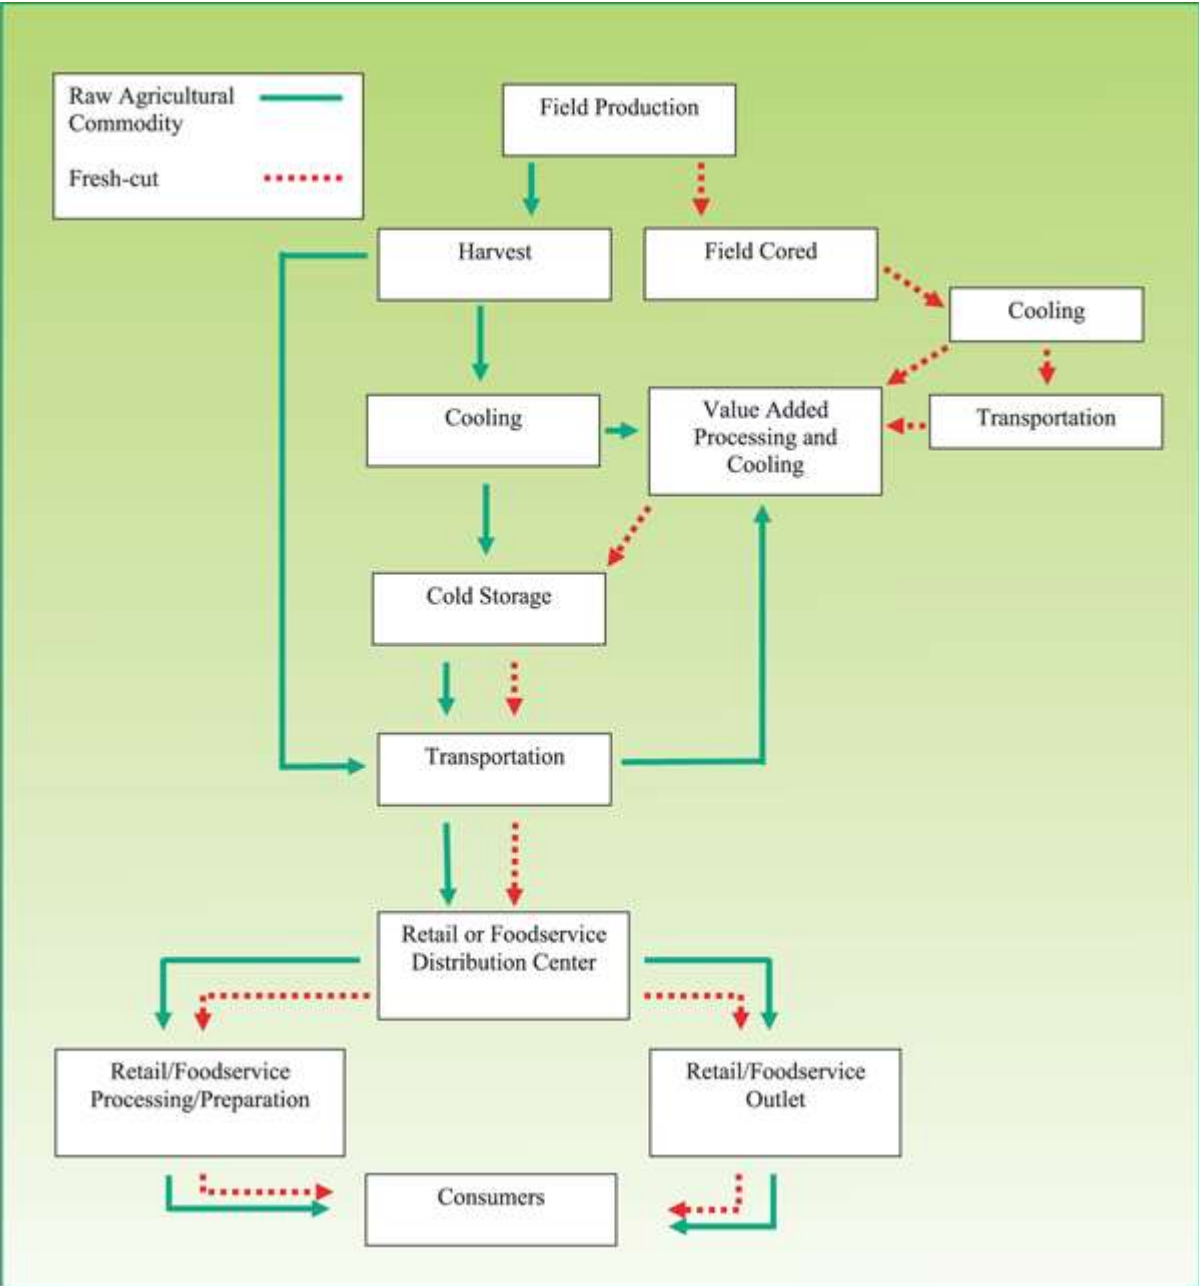 Raw Agricultural
Commodity
Fresh-cut
Field Production
Harvest
Field Cored
Cooling
Cooling
Value Added
Processing and
Cooling
Transportation
Cold Storage
Transportation
Retail or Foodservice
Distribution Center
Retail/Foodservice
Processing/Preparation
Retail/Foodservice
Outlet
Consumers